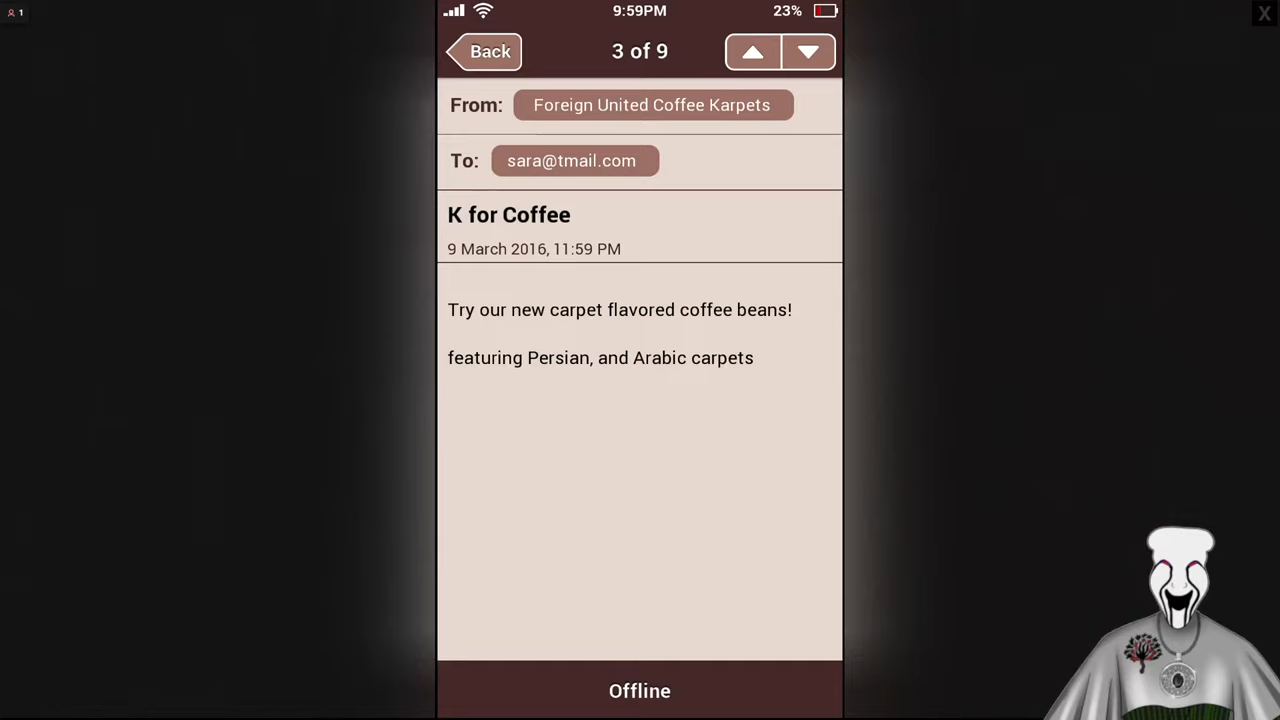 1
X
9:59PM
23%
Back
3 of 9
From: Foreign United Coffee Karpets
To: sara@tmail.com
K for Coffee
9 March 2016, 11:59 PM
Try our new carpet flavored coffee beans!
featuring Persian, and Arabic carpets
Offline